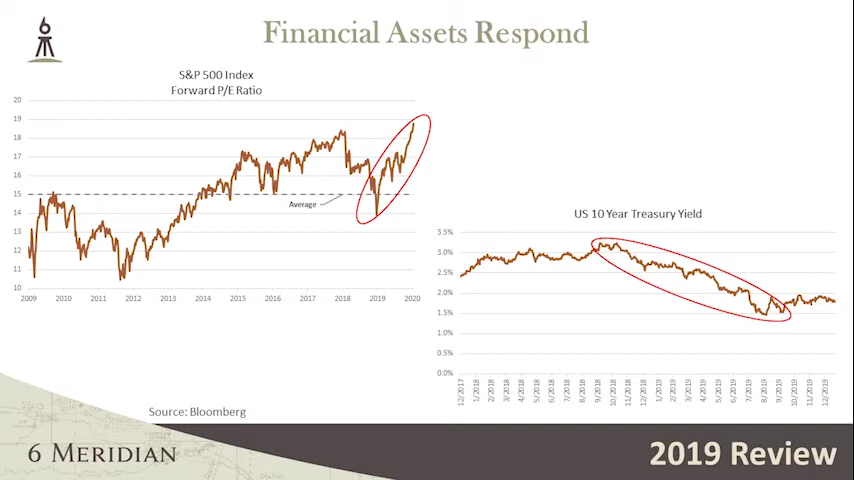 Financial Assets Respond
6
S&P 500 Index
Forward P/E Ratio
20
19
18
17
16
15
14
13
12
11
10
Average
2009 2010 2011 2012 2013 2014 2015 2016 2017 2018 2019 2020
US 10 Year Treasury Yield
3.5%
3.0%
2.5%
2.0%
1.5%
1.0%
0.5%
0.0%
12/2017 1/2018 2/2018 3/2018 4/2018 5/2018 6/2018 7/2018 8/2018 9/2018 10/2018 11/2018 1/2019 2/2019 3/2019 4/2019 5/2019 6/2019 7/2019 8/2019 9/2019 10/2019 11/2019 12/2019
Source: Bloomberg
6 MERIDIAN
2019 Review